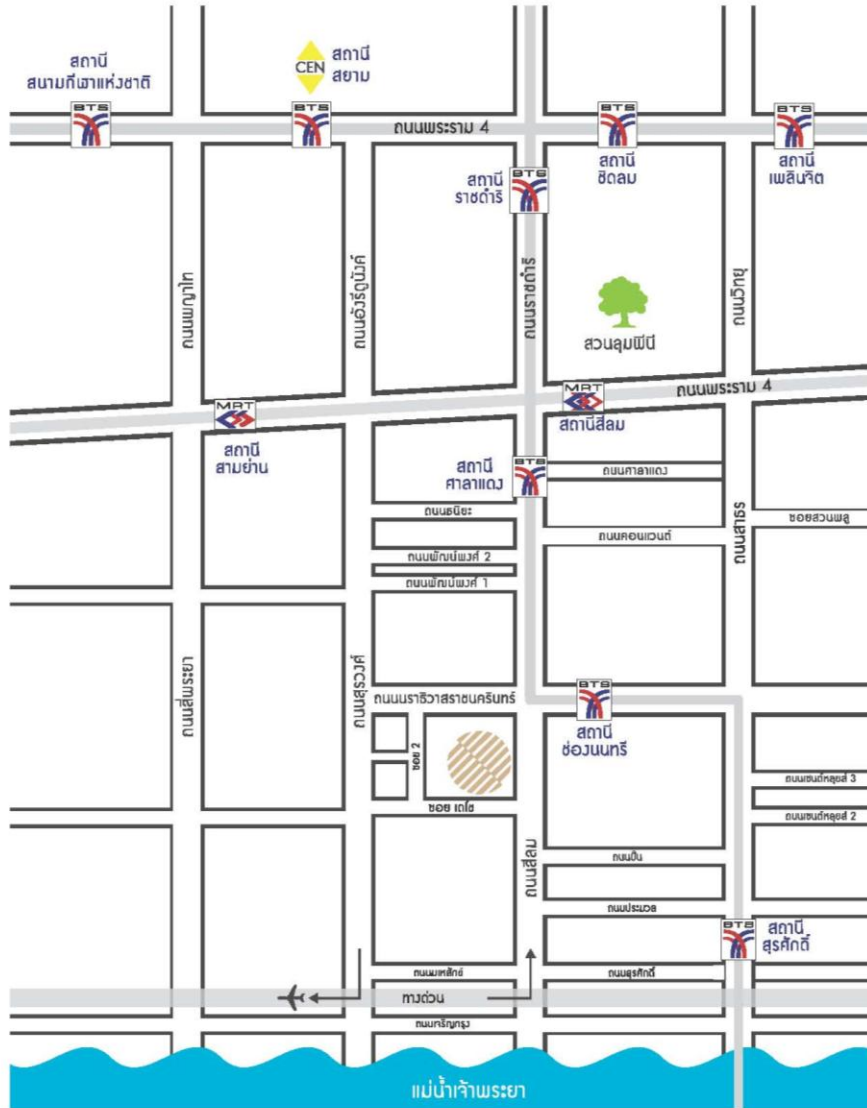 สถานี
สนามกีฬาแห่งชาติ
CEN
สถานี
สยาม
BTS
BTS
BTS
BTS
ถนนพระราม 4
สถานี
ราชดำริ
BTS
สถานี
ชิดลม
สถานี
เพลินจิต
ถนนพญาไท
ถนนอังรีดูนังค์
ถนนราชดำริ
ถนนวิทยุ
สวนลุมพินี
MRT
MRT
ถนนพระราม 4
สถานี
สามย่าน
สถานีสีลม
สถานี
ศาลาแดง
BTS
ถนนศาลาแดง
ถนนธนิยะ
ถนนคอนแวนต์
ถนนสาธร
ซอยสวนพลู
ถนนพัฒน์พงศ์ 2
ถนนพัฒน์พงศ์ 1
ถนนสี่พระยา
ถนนสุรวงศ์
ถนนนราธิวาสราชนครินทร์
BTS
สถานี
ช่องนนทรี
ซอย 2
ซอย เดโช
ถนนเซนต์หลุยส์ 3
ถนนเซนต์หลุยส์ 2
ถนนสีลม
ถนนปั้น
ถนนประมวล
BTS
สถานี
สุรศักดิ์
ถนนมเหสักข์
ถนนสุรศักดิ์
ทางด่วน
ถนนเจริญกรุง
แม่น้ำเจ้าพระยา